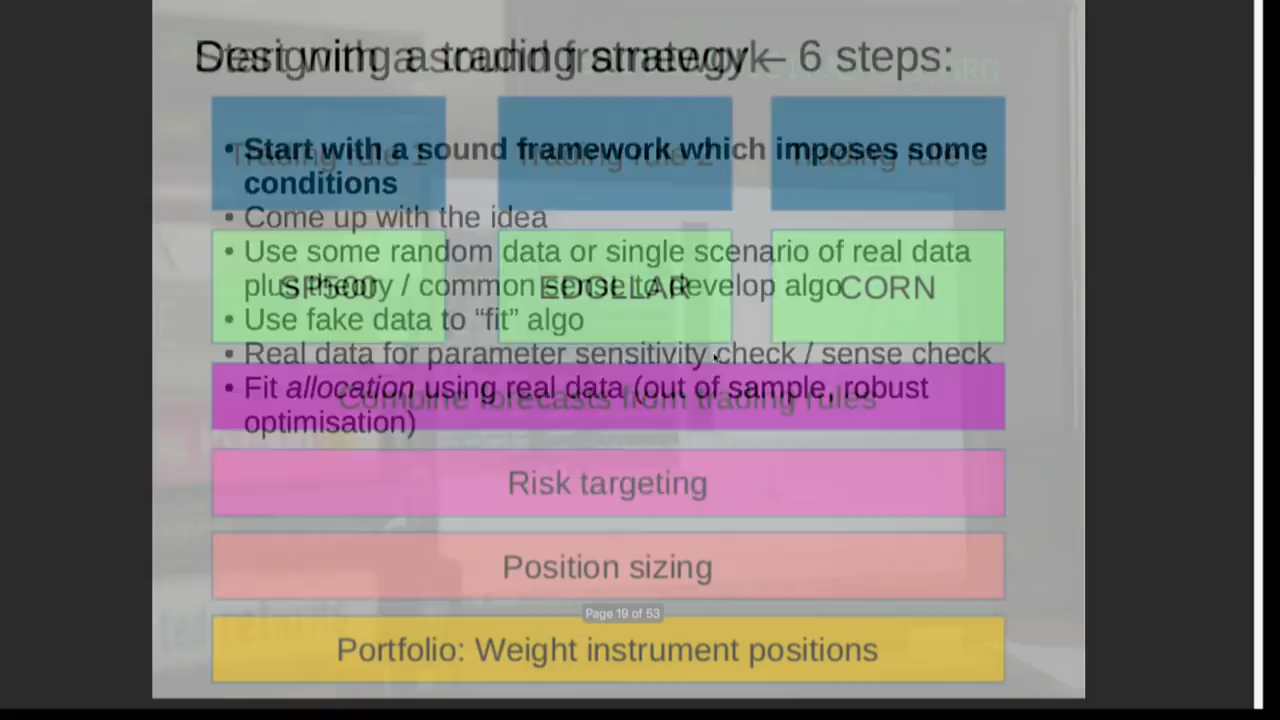 Designing a trading strategy – 6 steps:
Start with a sound framework
Trading rule 1
Trading rule 2
Trading rule 3
• Start with a sound framework which imposes some
conditions
• Come up with the idea
• Use some random data or single scenario of real data
plus theory / common sense to develop algo
SP500
EDOLLAR
CORN
• Use fake data to “fit” algo
• Real data for parameter sensitivity check / sense check
• Fit allocation using real data (out of sample, robust
optimisation)
Combine forecasts from trading rules
Risk targeting
Position sizing
Page 19 of 53
Portfolio: Weight instrument positions